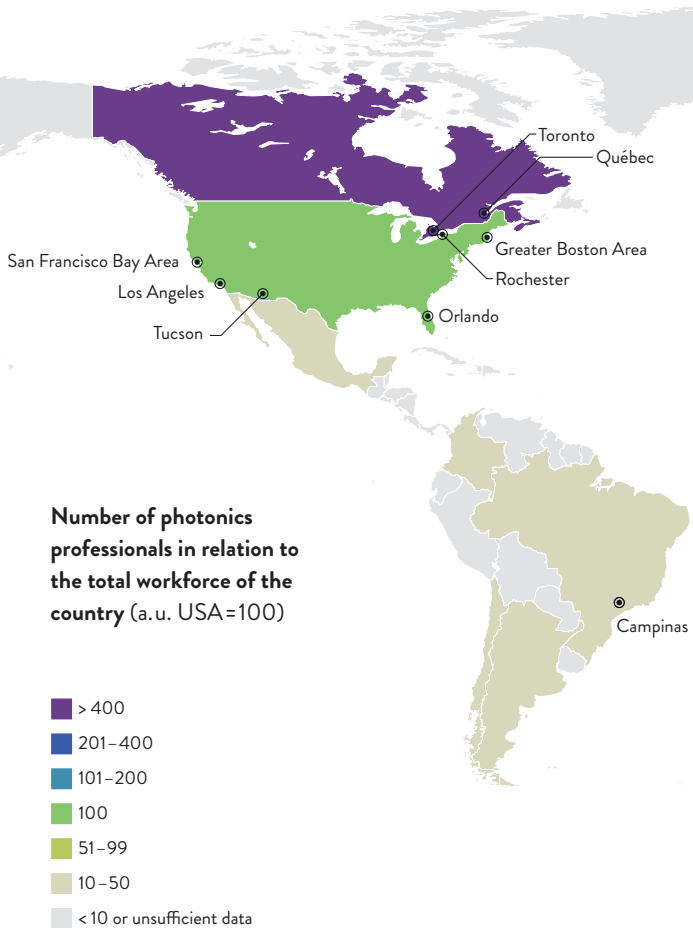 Toronto
Québec
Greater Boston Area
San Francisco Bay Area
Rochester
Los Angeles
Orlando
Tucson
Number of photonics
professionals in relation to
the total workforce of the
country (a.u. USA=100)
Campinas
> 400
201–400
101–200
100
51–99
10–50
<10 or unsufficient data